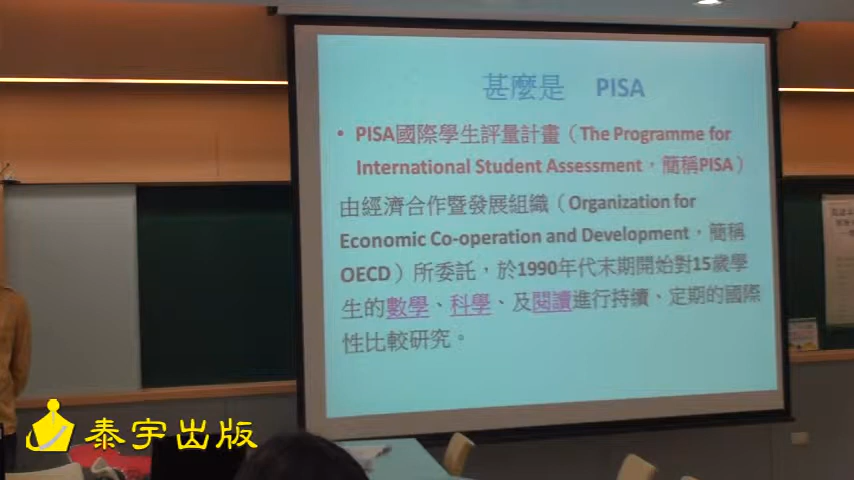 甚麼是 PISA
• PISA國際學生評量計畫（The Programme for
International Student Assessment，簡稱PISA）
由經濟合作暨發展組織（Organization for
Economic Co-operation and Development，簡稱
OECD）所委託，於1990年代末期開始對15歲學
生的數學、科學、及閱讀進行持續、定期的國際
性比較研究。
泰宇出版